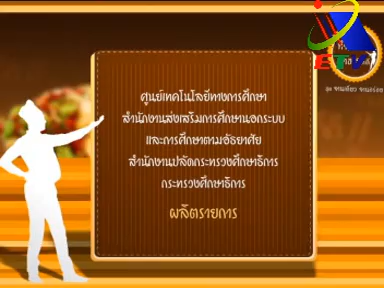 ETV
ศูนย์เทคโนโลยีทางการศึกษา
สำนักงานส่งเสริมการศึกษานอกระบบ
และการศึกษาตามอัธยาศัย
สำนักงานปลัดกระทรวงศึกษาธิการ
กระทรวงศึกษาธิการ
ผลิตรายการ